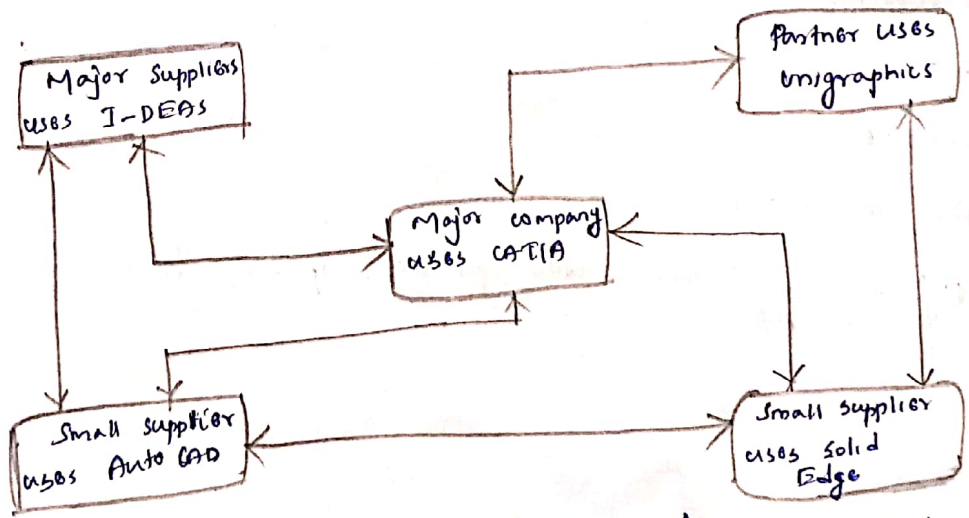 Major Suppliers
uses I-DEAS
Partner uses
Unigraphics
Major company
uses CATIA
Small supplier
uses Auto CAD
Small supplier
uses Solid
Edge